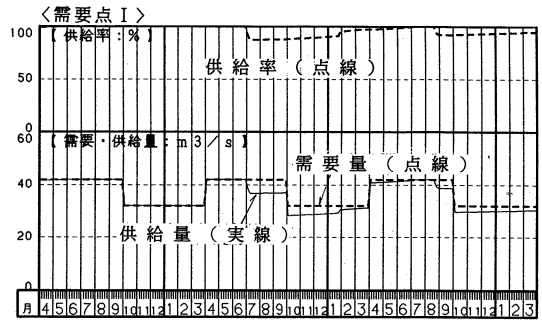 〈需要点Ⅰ〉
【供給率:%】
100
供給率(点線)
50
0
60
【需要・供給量:m3/s】
需要量(点線)
40
供給量(実線)
20
0
月 4 5 6 7 8 9 10 11 12 1 2 3 4 5 6 7 8 9 10 11 12 1 2 3 4 5 6 7 8 9 10 11 12 1 2 3